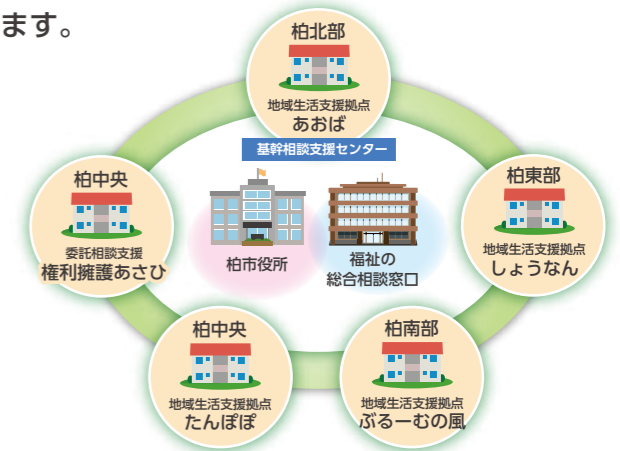 ます。
柏北部
地域生活支援拠点
あおば
基幹相談支援センター
柏中央
委託相談支援
権利擁護あさひ
柏市役所
福祉の
総合相談窓口
柏東部
地域生活支援拠点
しょうなん
柏中央
地域生活支援拠点
たんぽぽ
柏南部
地域生活支援拠点
ぶるーむの風